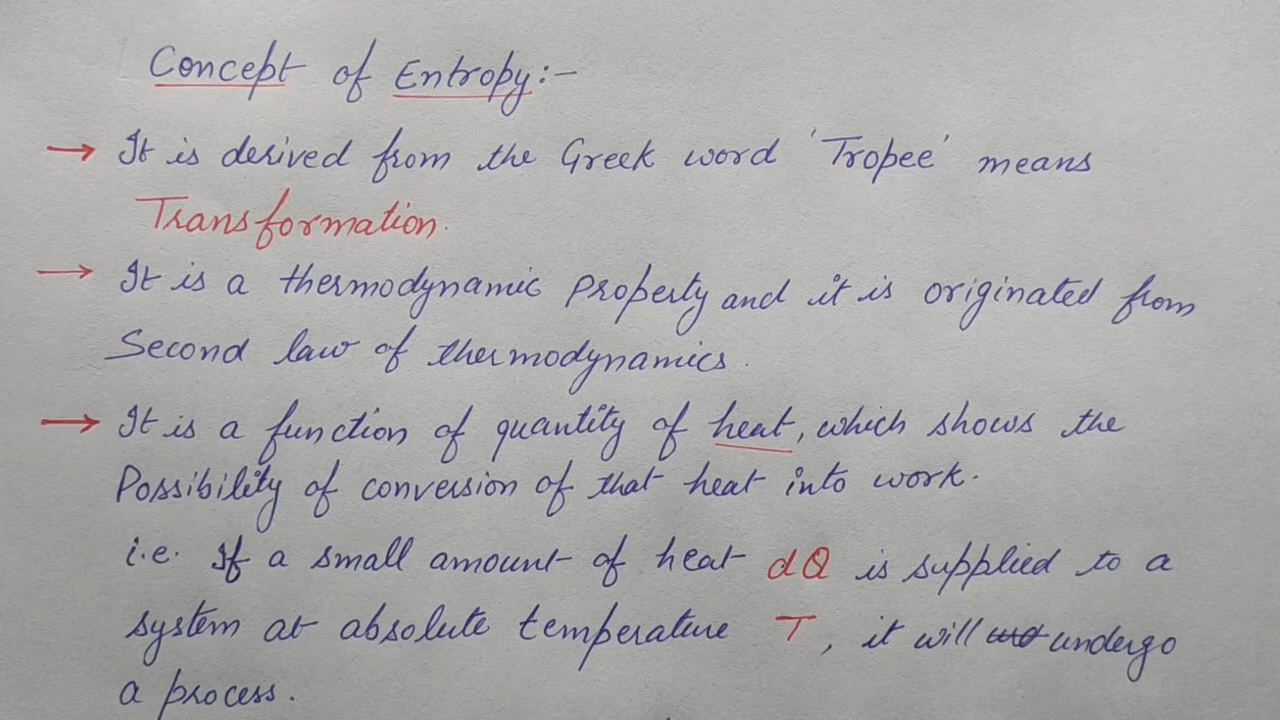 Concept of Entropy:-
→ It is derived from the Greek word 'Tropee' means
Transformation.
→ It is a thermodynamic property and it is originated from
Second law of thermodynamics.
→ It is a function of quantity of heat, which shows the
Possibility of conversion of that heat into work.
i.e. If a small amount of heat dQ is supplied to a
system at absolute temperature T, it will undergo
a process.